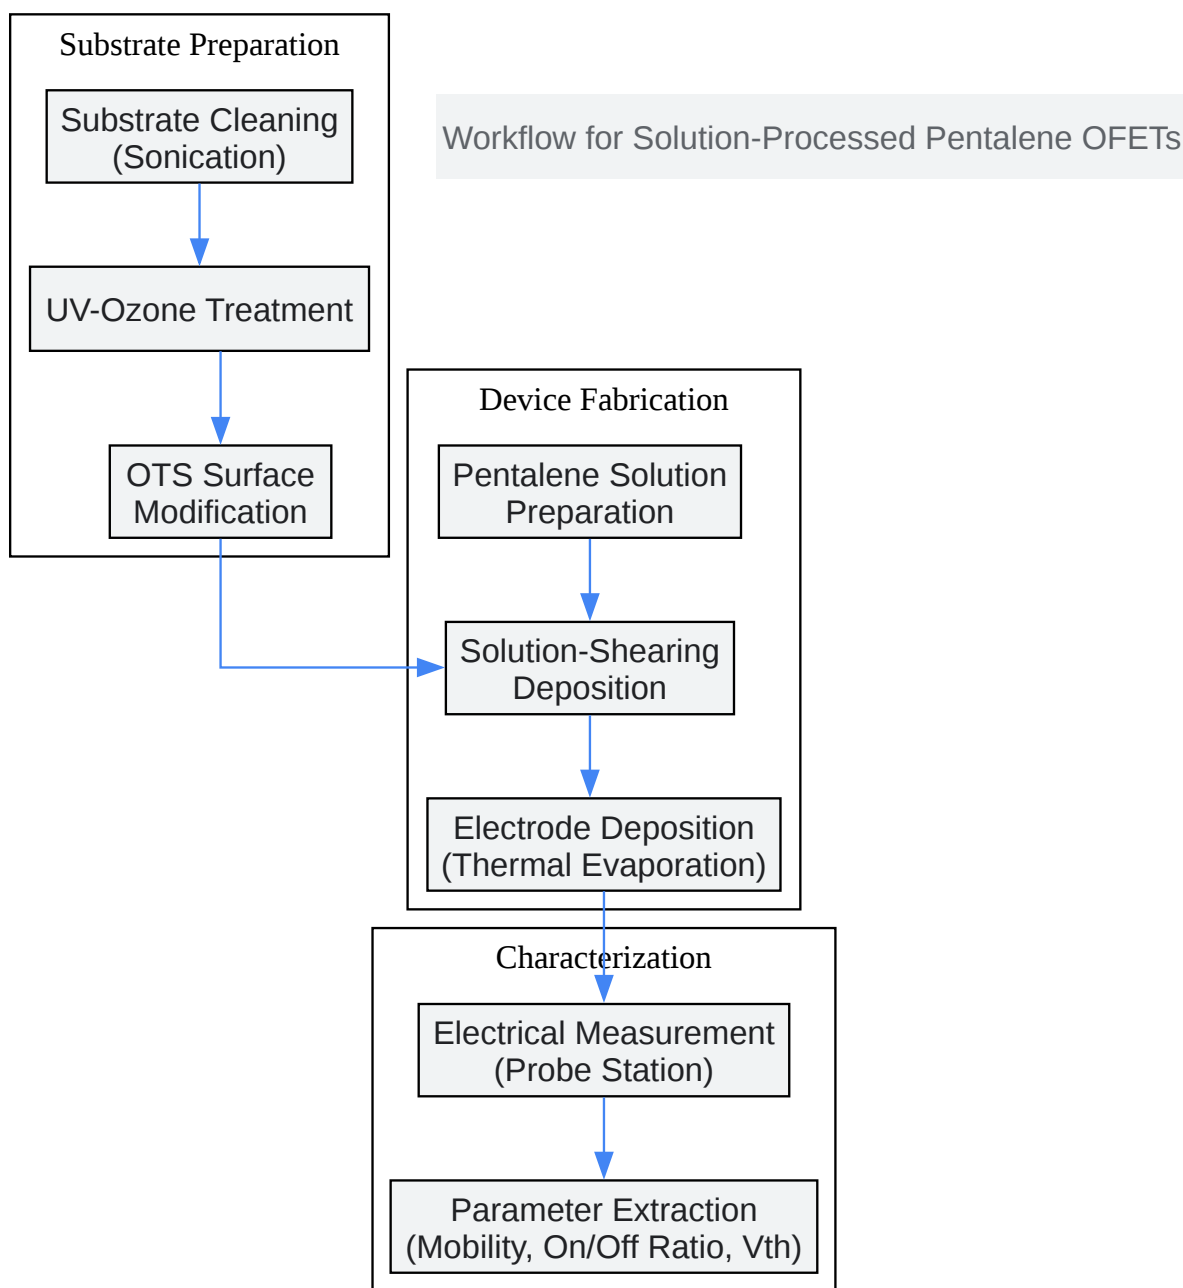 Substrate Preparation
Substrate Cleaning
(Sonication)
Workflow for Solution-Processed Pentalene OFETs
UV-Ozone Treatment
OTS Surface
Modification
Device Fabrication
Pentalene Solution
Preparation
Solution-Shearing
Deposition
Electrode Deposition
(Thermal Evaporation)
Characterization
Electrical Measurement
(Probe Station)
Parameter Extraction
(Mobility, On/Off Ratio, Vth)